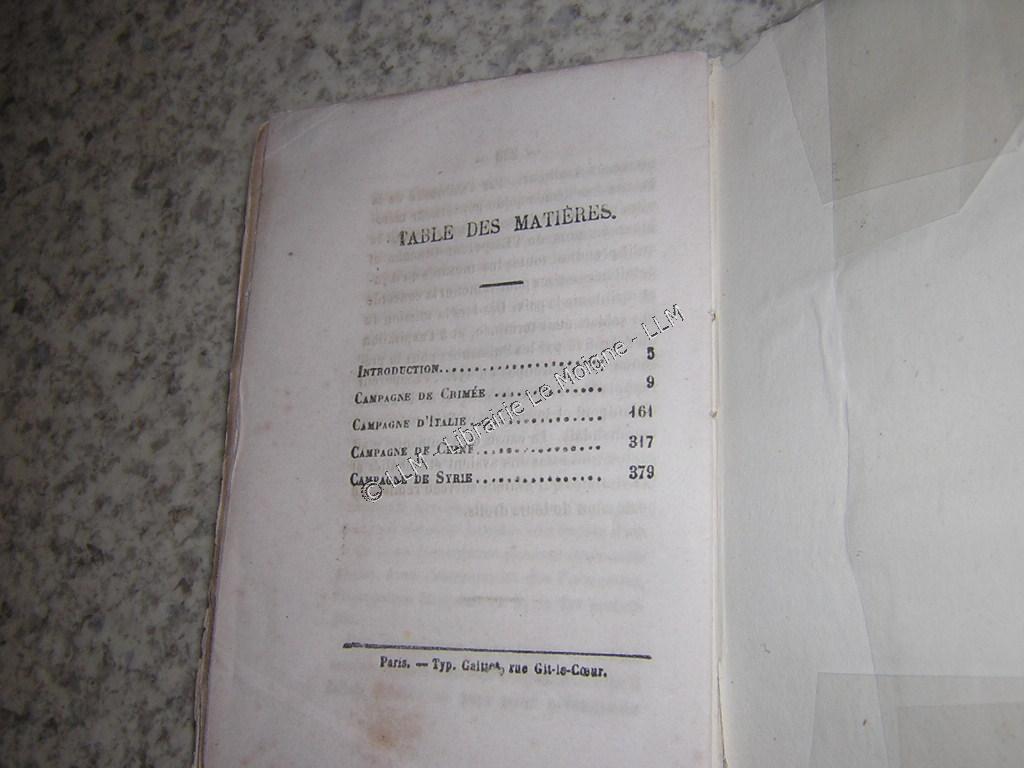 TABLE DES MATIÈRES.
INTRODUCTION.......................... 5
CAMPAGNE DE CRIMÉE ................ 9
CAMPAGNE D'ITALIE ................... 161
CAMPAGNE DE CHINE................... 317
CAMPAGNE DE SYRIE................... 379
© LLM - Librairie Le Moigne - LLM
Paris. — Typ. rue Git-le-Cœur.